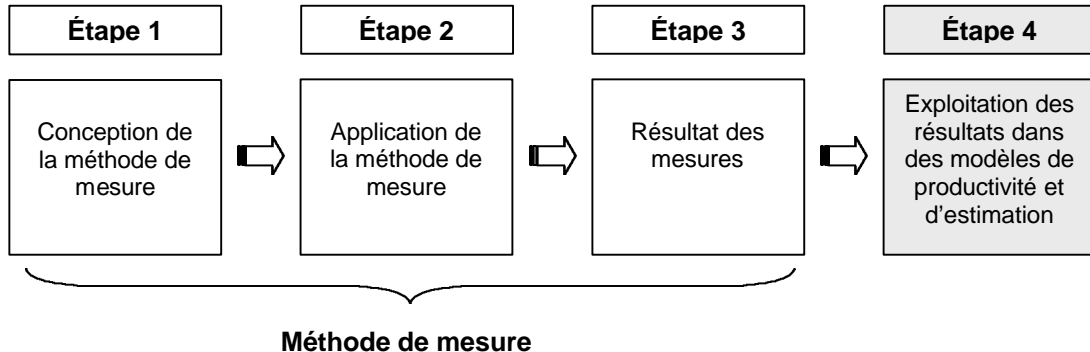 Étape 1
Étape 2
Étape 3
Étape 4
Conception de
la méthode de
mesure
Application de
la méthode de
mesure
Résultat des
mesures
Exploitation des
résultats dans
des modèles de
productivité et
d'estimation
Méthode de mesure